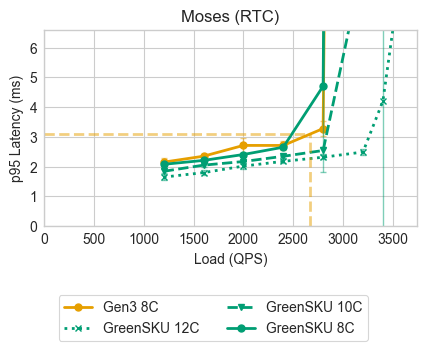 Moses (RTC)
6
5
4
3
2
1
0
p95 Latency (ms)
0 500 1000 1500 2000 2500 3000 3500
Load (QPS)
Gen3 8C GreenSKU 10C
GreenSKU 12C GreenSKU 8C